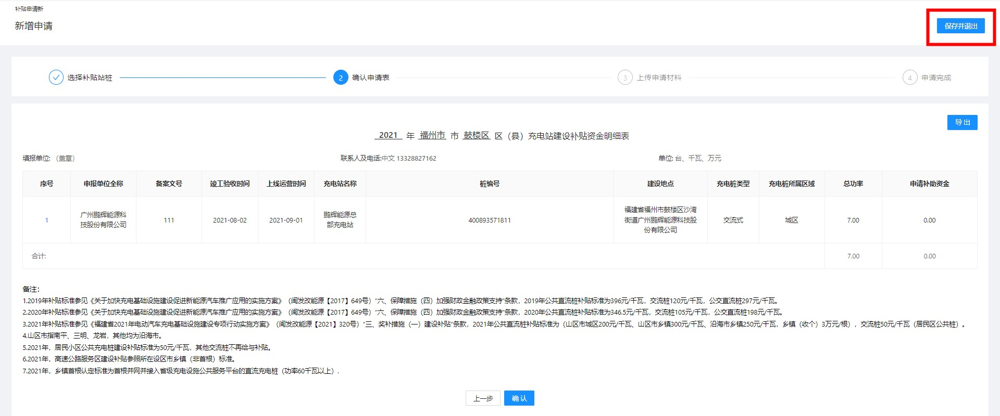 补贴申请新
新增申请
保存并退出
选择补贴站桩
2 确认申请表
3 上传申请材料
4 申请完成
导出
2021 年 福州市 市 鼓楼区 区（县）充电站建设补贴资金明细表
填报单位: （盖章） 联系人及电话:中文 13328827162 单位: 台、千瓦、万元
序号 申报单位全称 备案文号 竣工验收时间 上线运营时间 充电站名称 桩编号 建设地点 充电桩类型 充电桩所属区域 总功率 申请补助资金
1 广州鹏辉能源科技股份有限公司 111 2021-08-02 2021-09-01 鹏辉能源总部充电站 400893571811 福建省福州市鼓楼区沙湾街道广州鹏辉能源科技股份有限公司 交流式 城区 7.00 0.00
合计: 7.00 0.00
备注：
1.2019年补贴标准参见《关于加快充电基础设施建设促进新能源汽车推广应用的实施方案》（闽发改能源【2017】649号）“六、保障措施（四）加强财政金融政策支持”条款，2019年公共直流桩补贴标准为396元/千瓦，交流桩120元/千瓦，公交直流桩297元/千瓦。
2.2020年补贴标准参见《关于加快充电基础设施建设促进新能源汽车推广应用的实施方案》（闽发改能源【2017】649号）“六、保障措施（四）加强财政金融政策支持”条款，2020年公共直流桩补贴标准为346.5元/千瓦，交流桩105元/千瓦，公交直流桩198元/千瓦。
3.2021年补贴标准参见《福建省2021年电动汽车充电基础设施建设专项行动实施方案》（闽发改能源【2021】320号）“三、奖补措施（一）建设补贴”条款，2021年公共直流桩补贴标准为（山区市城区200元/千瓦、山区市乡镇300元/千瓦、沿海市乡镇250元/千瓦，乡镇（收个）3万元/根），交流桩50元/千瓦（居民区公共桩）。
4.山区市指南平、三明、龙岩，其他均为沿海市。
5.2021年，居民小区公共充电桩建设补贴标准为50元/千瓦，其他交流桩不再给与补贴。
6.2021年，高速公路服务区建设补贴参照所在设区市乡镇（非首根）标准。
7.2021年，乡镇首根认定标准为首根并网并接入省级充电设施公共服务平台的直流充电桩（功率60千瓦以上）.
上一步 确认